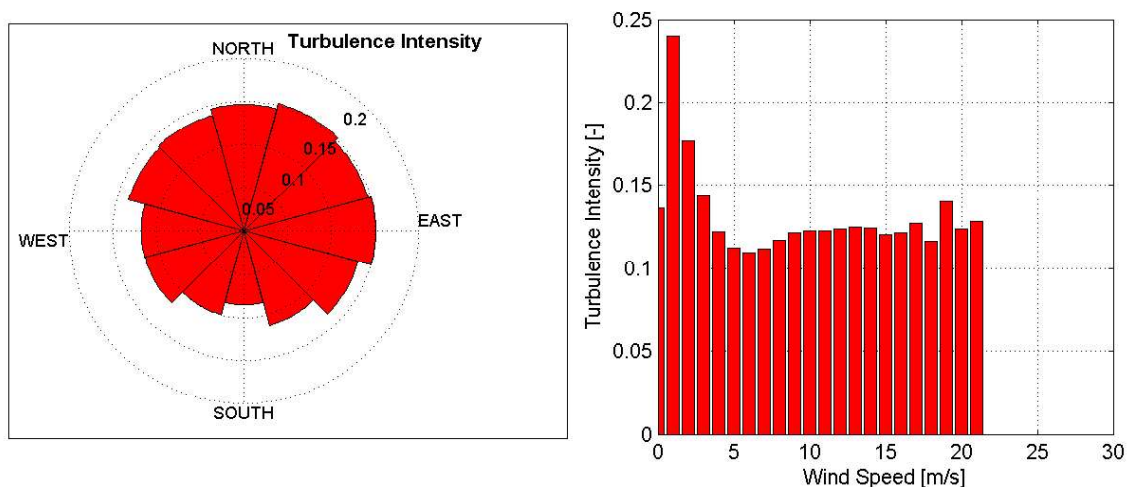 Turbulence Intensity
NORTH
0.2
0.15
0.1
0.05
EAST
WEST
SOUTH
0.25
0.2
0.15
0.1
0.05
0
Turbulence Intensity [-]
0 5 10 15 20 25 30
Wind Speed [m/s]